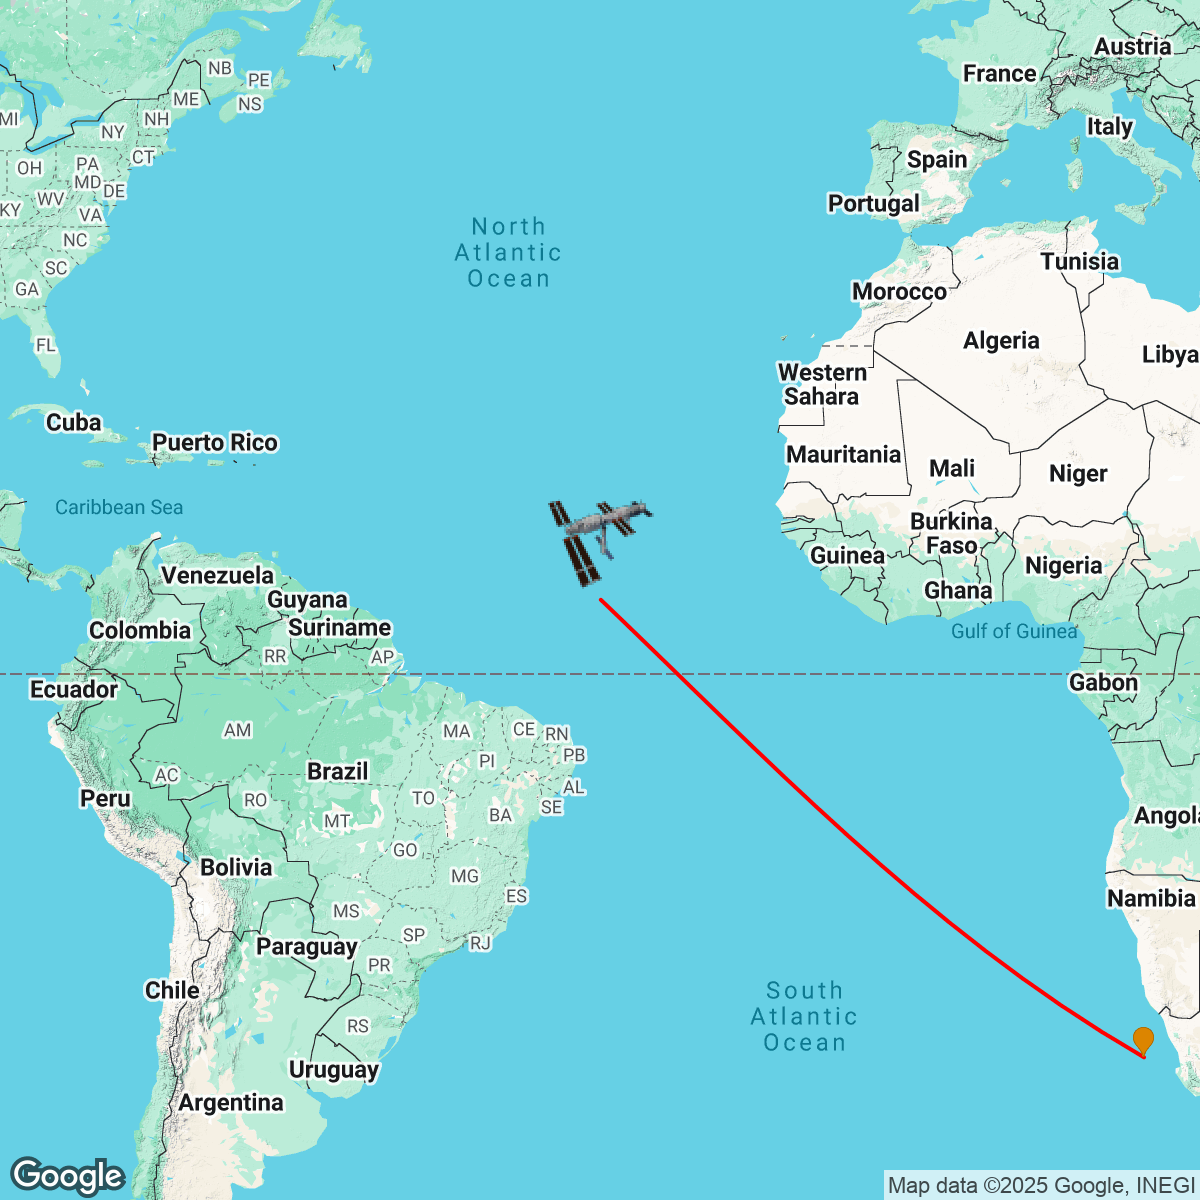 NB
PE
ME
NS
MI
NH
NY
CT
OH
PA
MD
DE
WV
KY
VA
NC
SC
GA
FL
Austria
France
Italy
Spain
Portugal
North
Atlantic
Ocean
Tunisia
Morocco
Algeria
Libya
Western
Sahara
Cuba
Puerto Rico
Mauritania
Mali
Niger
Caribbean Sea
Burkina
Faso
Guinea
Nigeria
Venezuela
Guyana
Ghana
Suriname
Colombia
Gulf of Guinea
RR
AP
Ecuador
Gabon
AM
MA
CE
RN
PB
PI
AC
Brazil
AL
Peru
RO
TO
SE
MT
BA
Angola
GO
Bolivia
MG
ES
Namibia
MS
SP
RJ
Paraguay
PR
Chile
South
Atlantic
Ocean
RS
Uruguay
Argentina
Google
Map data ©2025 Google, INEGI